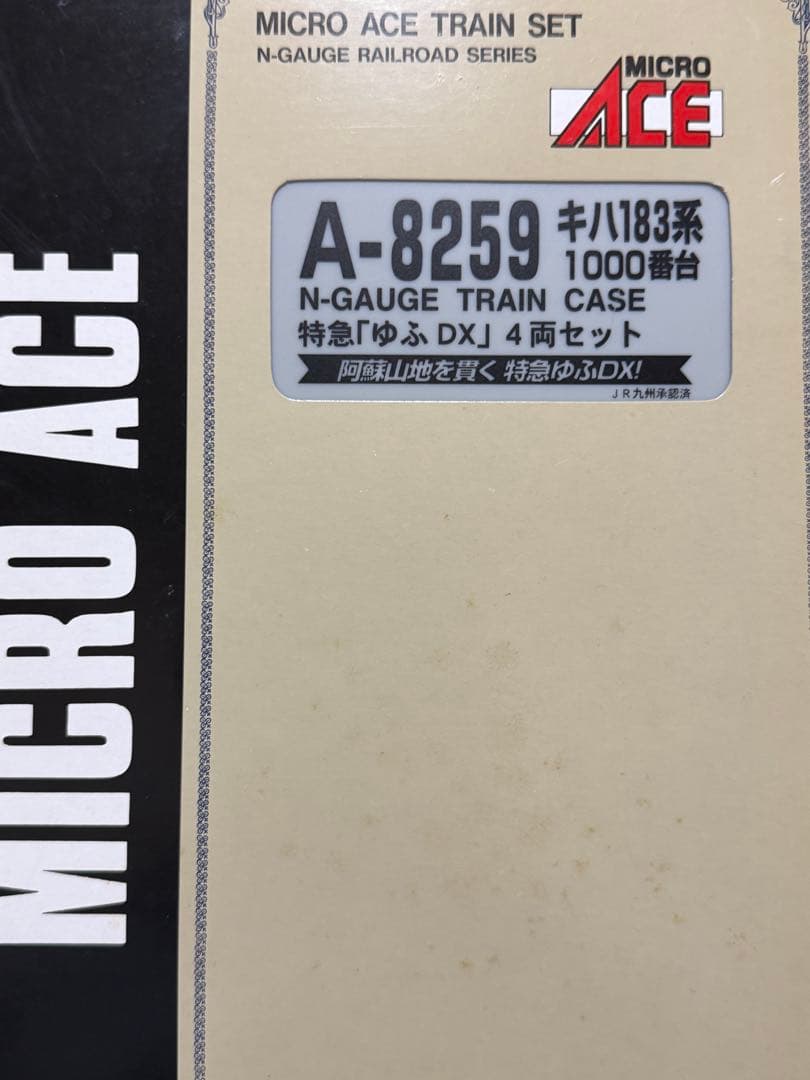 MICRO ACE TRAIN SET
N-GAUGE RAILROAD SERIES
MICRO
ACE
A-8259 キハ183系
1000番台
N-GAUGE TRAIN CASE
特急「ゆふDX」4両セット
阿蘇山地を貫く 特急ゆふDX!
JR九州承認済
MICRO ACE